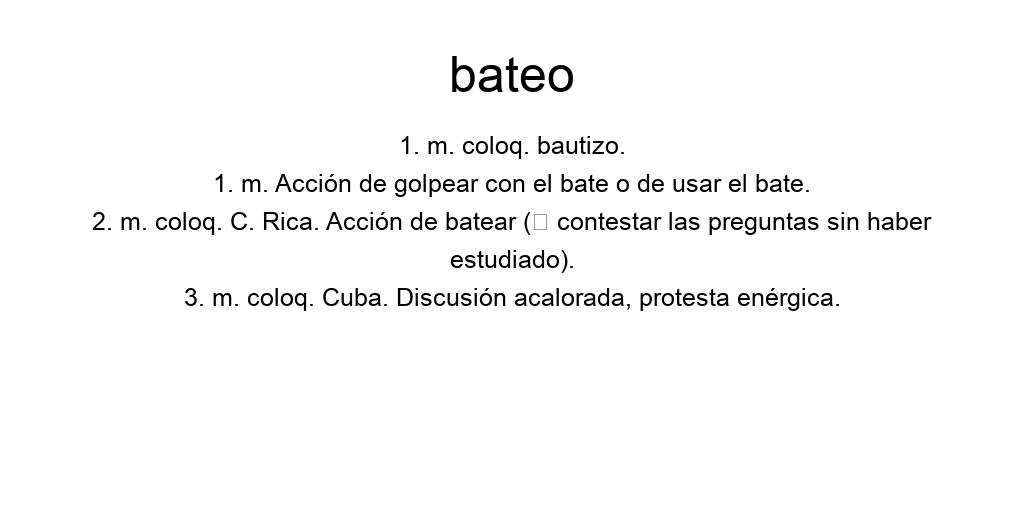 bateo
1. m. coloq. bautizo.
1. m. Acción de golpear con el bate o de usar el bate.
2. m. coloq. C. Rica. Acción de batear (□ contestar las preguntas sin haber
estudiado).
3. m. coloq. Cuba. Discusión acalorada, protesta enérgica.